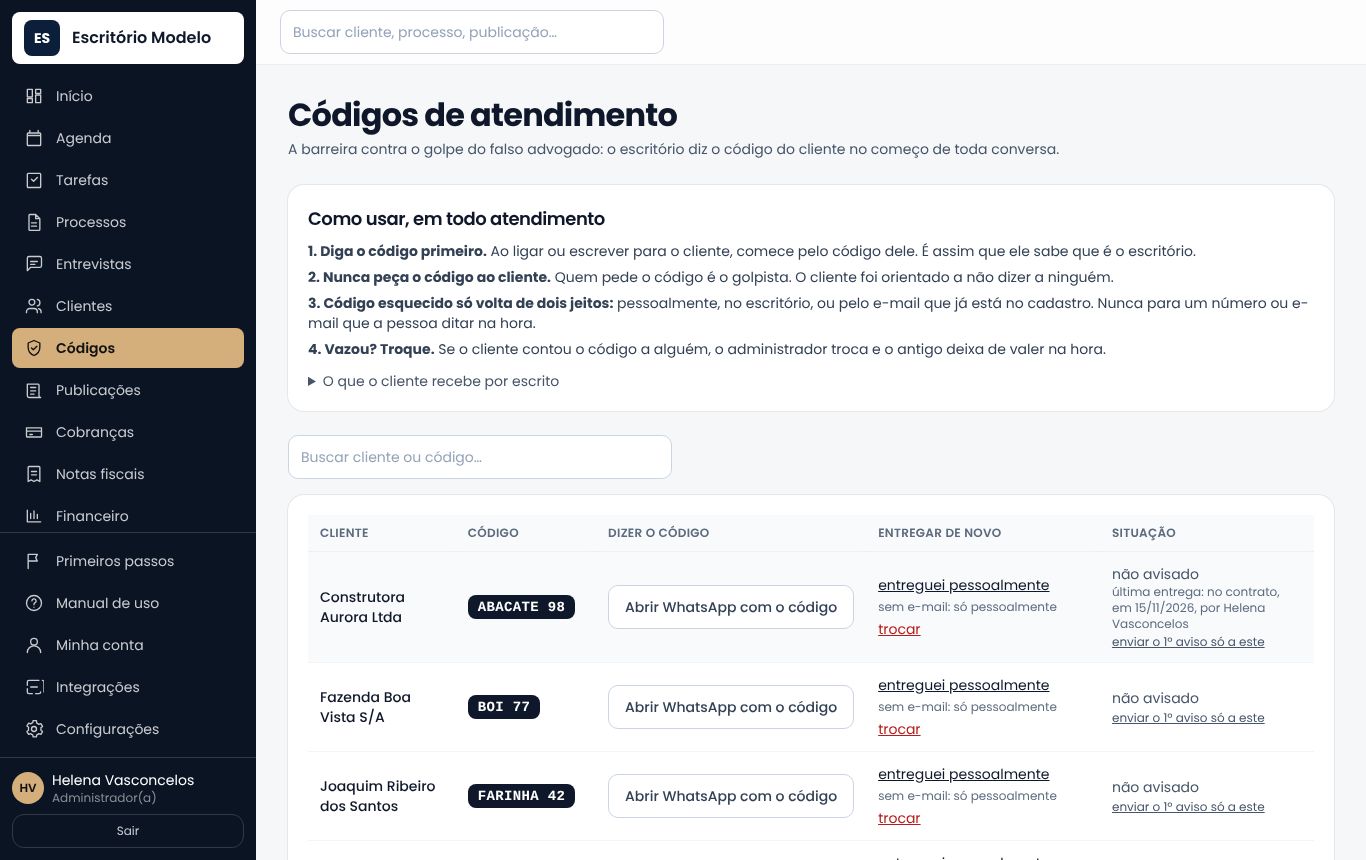 ES
Escritório Modelo
Início
Agenda
Tarefas
Processos
Entrevistas
Clientes
Códigos
Publicações
Cobranças
Notas fiscais
Financeiro
Primeiros passos
Manual de uso
Minha conta
Integrações
Configurações
HV
Helena Vasconcelos
Administrador(a)
Sair
Buscar cliente, processo, publicação...
Códigos de atendimento
A barreira contra o golpe do falso advogado: o escritório diz o código do cliente no começo de toda conversa.
Como usar, em todo atendimento
1. Diga o código primeiro. Ao ligar ou escrever para o cliente, comece pelo código dele. É assim que ele sabe que é o escritório.
2. Nunca peça o código ao cliente. Quem pede o código é o golpista. O cliente foi orientado a não dizer a ninguém.
3. Código esquecido só volta de dois jeitos: pessoalmente, no escritório, ou pelo e-mail que já está no cadastro. Nunca para um número ou e-
mail que a pessoa ditar na hora.
4. Vazou? Troque. Se o cliente contou o código a alguém, o administrador troca e o antigo deixa de valer na hora.
O que o cliente recebe por escrito
Buscar cliente ou código...
CLIENTE CÓDIGO DIZER O CÓDIGO ENTREGAR DE NOVO SITUAÇÃO
Construtora
Aurora Ltda
ABACATE 98
Abrir WhatsApp com o código
entreguei pessoalmente
sem e-mail: só pessoalmente
trocar
não avisado
última entrega: no contrato,
em 15/11/2026, por Helena
Vasconcelos
enviar o 1º aviso só a este
Fazenda Boa
Vista S/A
BOI 77
Abrir WhatsApp com o código
entreguei pessoalmente
sem e-mail: só pessoalmente
trocar
não avisado
enviar o 1º aviso só a este
Joaquim Ribeiro
dos Santos
FARINHA 42
Abrir WhatsApp com o código
entreguei pessoalmente
sem e-mail: só pessoalmente
trocar
não avisado
enviar o 1º aviso só a este